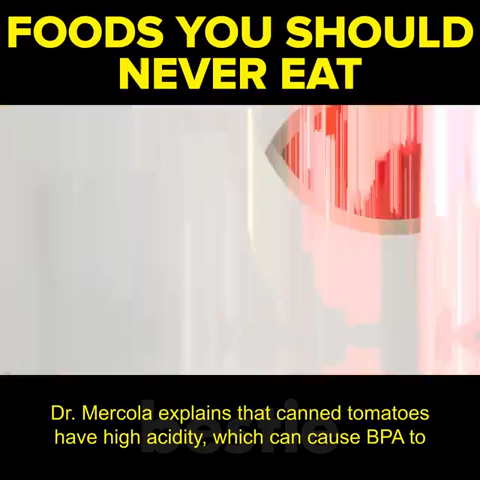 FOODS YOU SHOULD
NEVER EAT
Dr. Mercola explains that canned tomatoes
have high acidity, which can cause BPA to
bestie